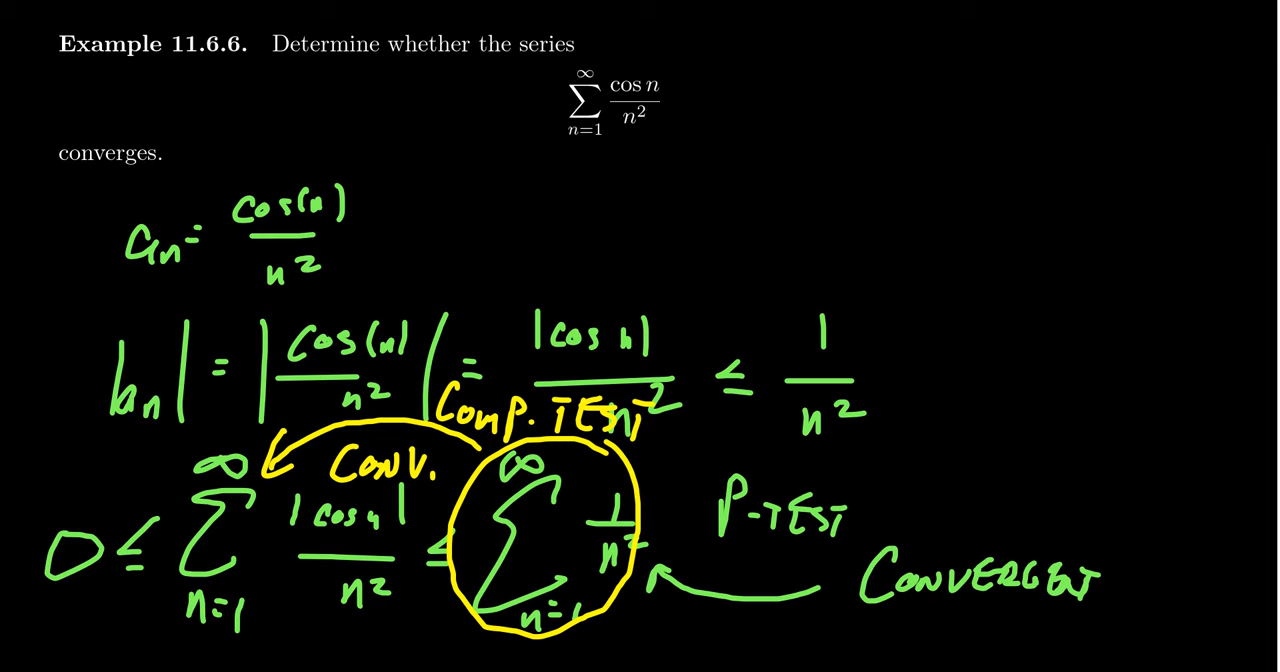 Example 11.6.6. Determine whether the series
∞
∑ cos n / n²
n=1
converges.
aₙ = cos(n) / n²
|aₙ| = |cos(n) / n²| = |cos n| / n² ≤ 1 / n²
Comp. TEST
CONV.
0 ≤ ∞ ∑ n=1 |cos n| / n² ≤ ∞ ∑ n=1 1 / n²
P-TEST
CONVERGENT